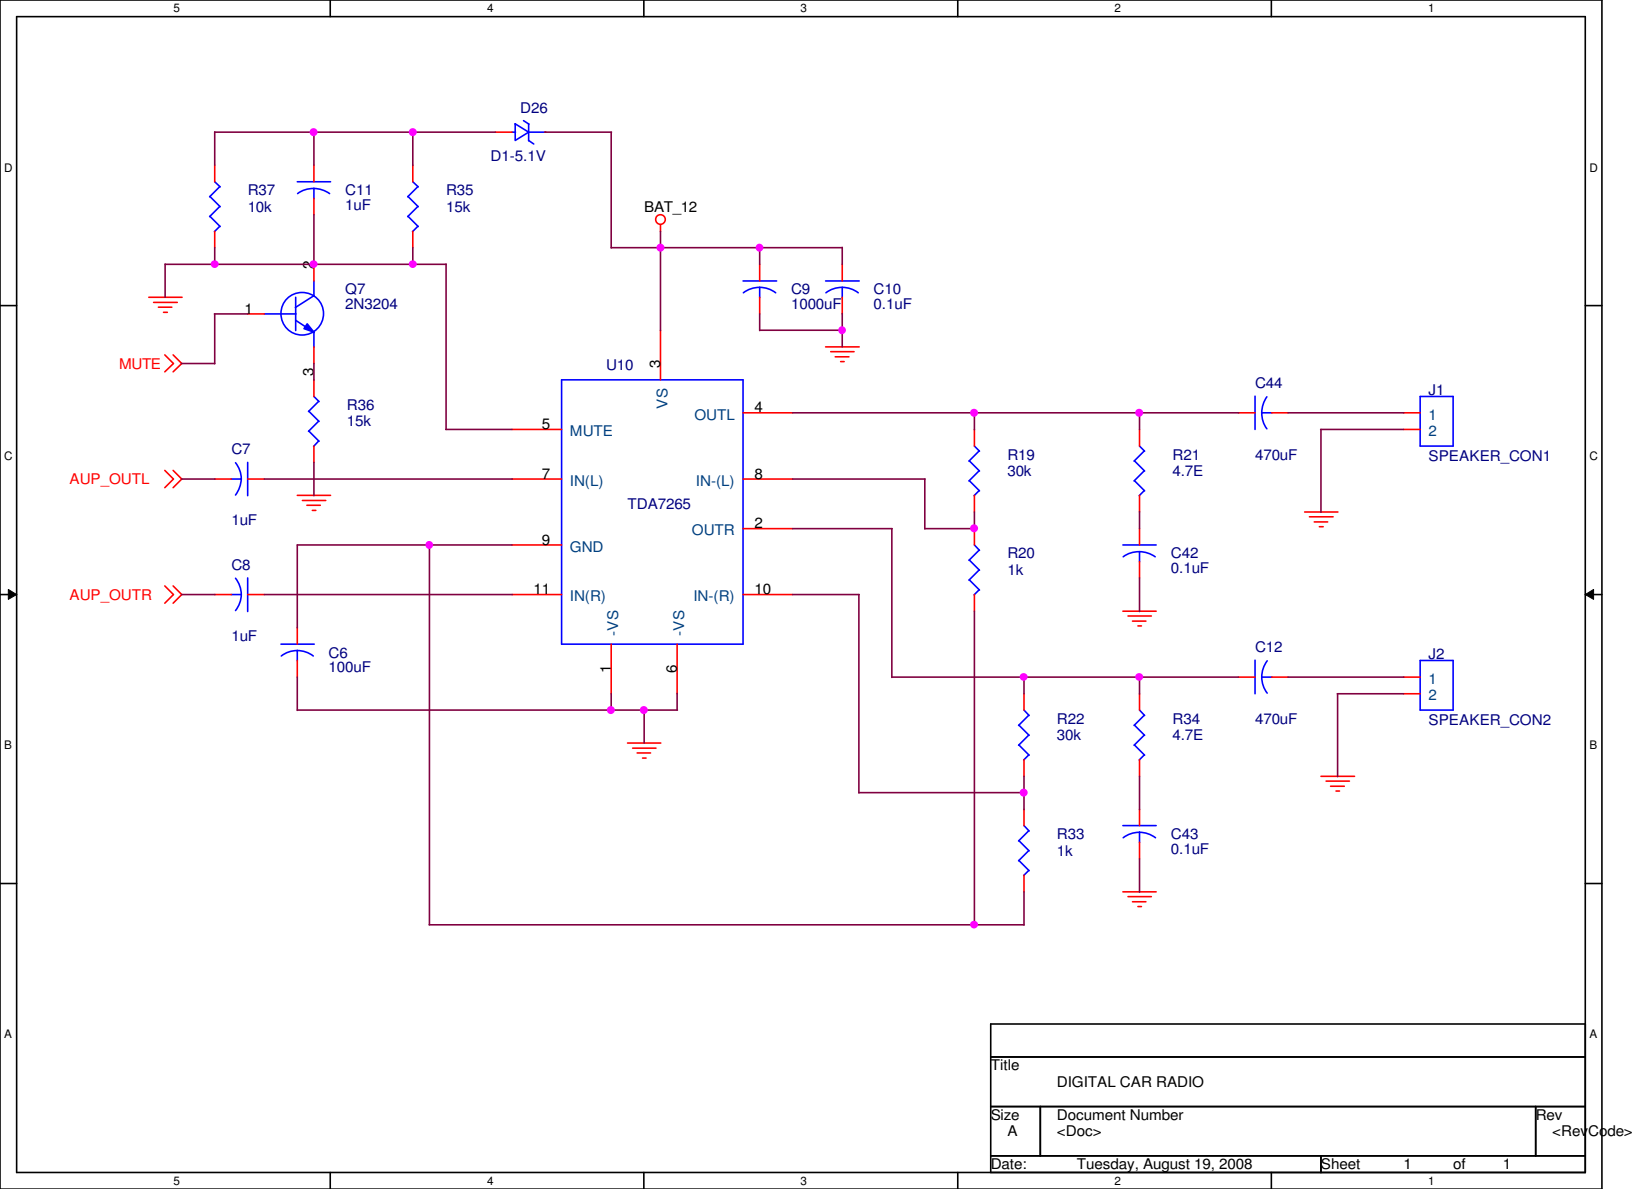 5 4 3 2 1
D D
D26
D1-5.1V
R37
10k
C11
1uF
R35
15k
BAT_12
2
Q7
2N3204
1
C9
1000uF
C10
0.1uF
MUTE
3
3
U10
VS
R36
15k
C44
470uF
J1
1
2
SPEAKER_CON1
C C
5
MUTE
OUTL
4
C7
1uF
AUP_OUTL
7
IN(L)
IN-(L)
8
R19
30k
R21
4.7E
TDA7265
OUTR
2
9
GND
R20
1k
C42
0.1uF
C8
1uF
AUP_OUTR
11
IN(R)
IN-(R)
10
-VS
-VS
1
6
C6
100uF
C12
470uF
J2
1
2
SPEAKER_CON2
R22
30k
R34
4.7E
B B
R33
1k
C43
0.1uF
A A
Title
DIGITAL CAR RADIO
Size
A
Document Number
<Doc>
Rev
<RevCode>
Date: Tuesday, August 19, 2008 Sheet 1 of 1
5 4 3 2 1